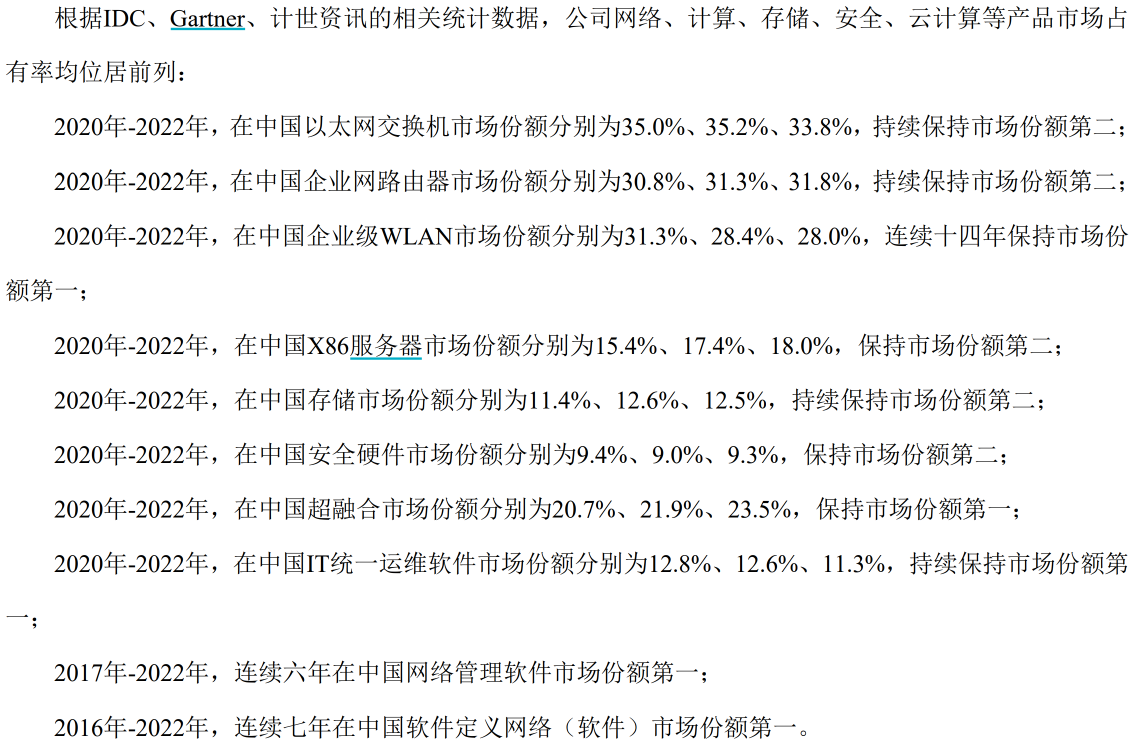 根据IDC、Gartner、计世资讯的相关统计数据，公司网络、计算、存储、安全、云计算等产品市场占
有率均位居前列：
2020年-2022年，在中国以太网交换机市场份额分别为35.0%、35.2%、33.8%，持续保持市场份额第二；
2020年-2022年，在中国企业网路由器市场份额分别为30.8%、31.3%、31.8%，持续保持市场份额第二；
2020年-2022年，在中国企业级WLAN市场份额分别为31.3%、28.4%、28.0%，连续十四年保持市场份
额第一；
2020年-2022年，在中国X86服务器市场份额分别为15.4%、17.4%、18.0%，保持市场份额第二；
2020年-2022年，在中国存储市场份额分别为11.4%、12.6%、12.5%，持续保持市场份额第二；
2020年-2022年，在中国安全硬件市场份额分别为9.4%、9.0%、9.3%，保持市场份额第二；
2020年-2022年，在中国超融合市场份额分别为20.7%、21.9%、23.5%，保持市场份额第一；
2020年-2022年，在中国IT统一运维软件市场份额分别为12.8%、12.6%、11.3%，持续保持市场份额第
一；
2017年-2022年，连续六年在中国网络管理软件市场份额第一；
2016年-2022年，连续七年在中国软件定义网络（软件）市场份额第一。